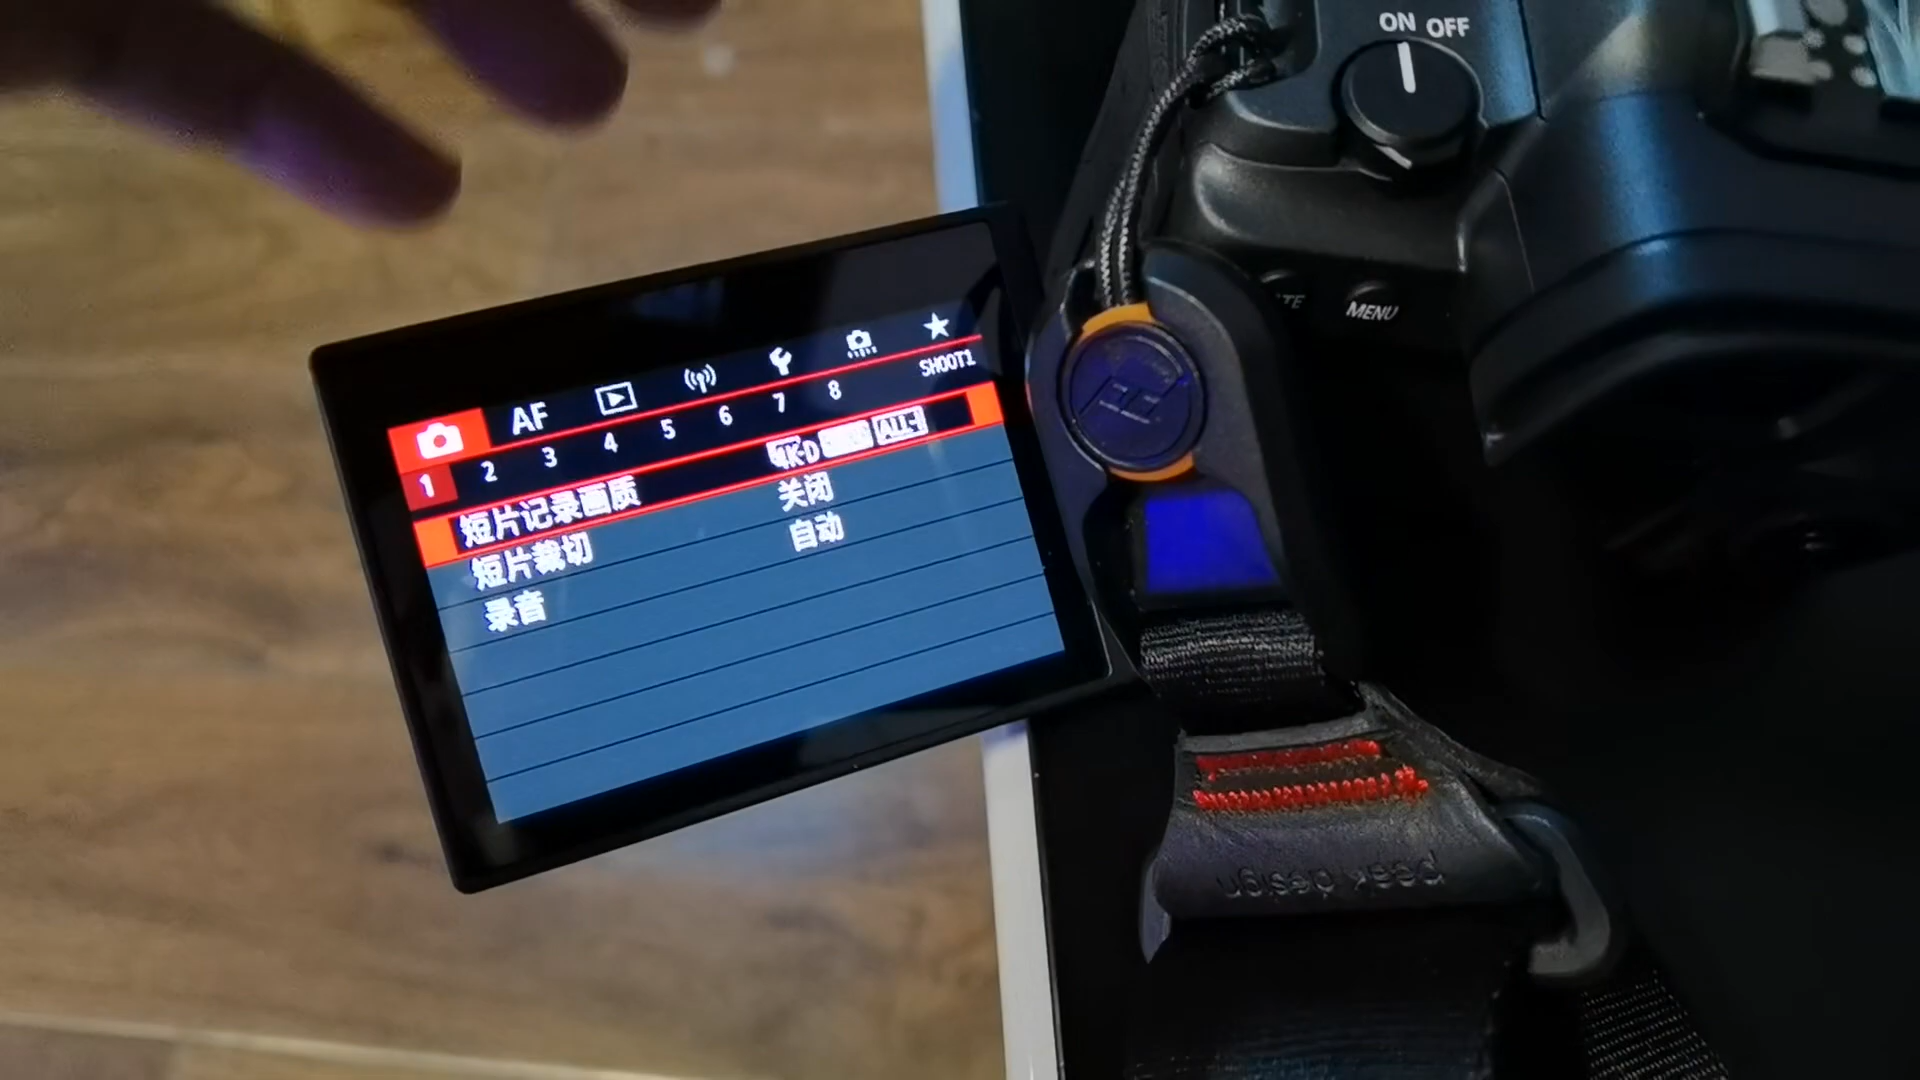 ON OFF
MENU
AF
SHOOT1
1 2 3 4 5 6 7 8
短片记录画质 4K-D ALL-I
短片裁切 关闭
录音 自动
peak design